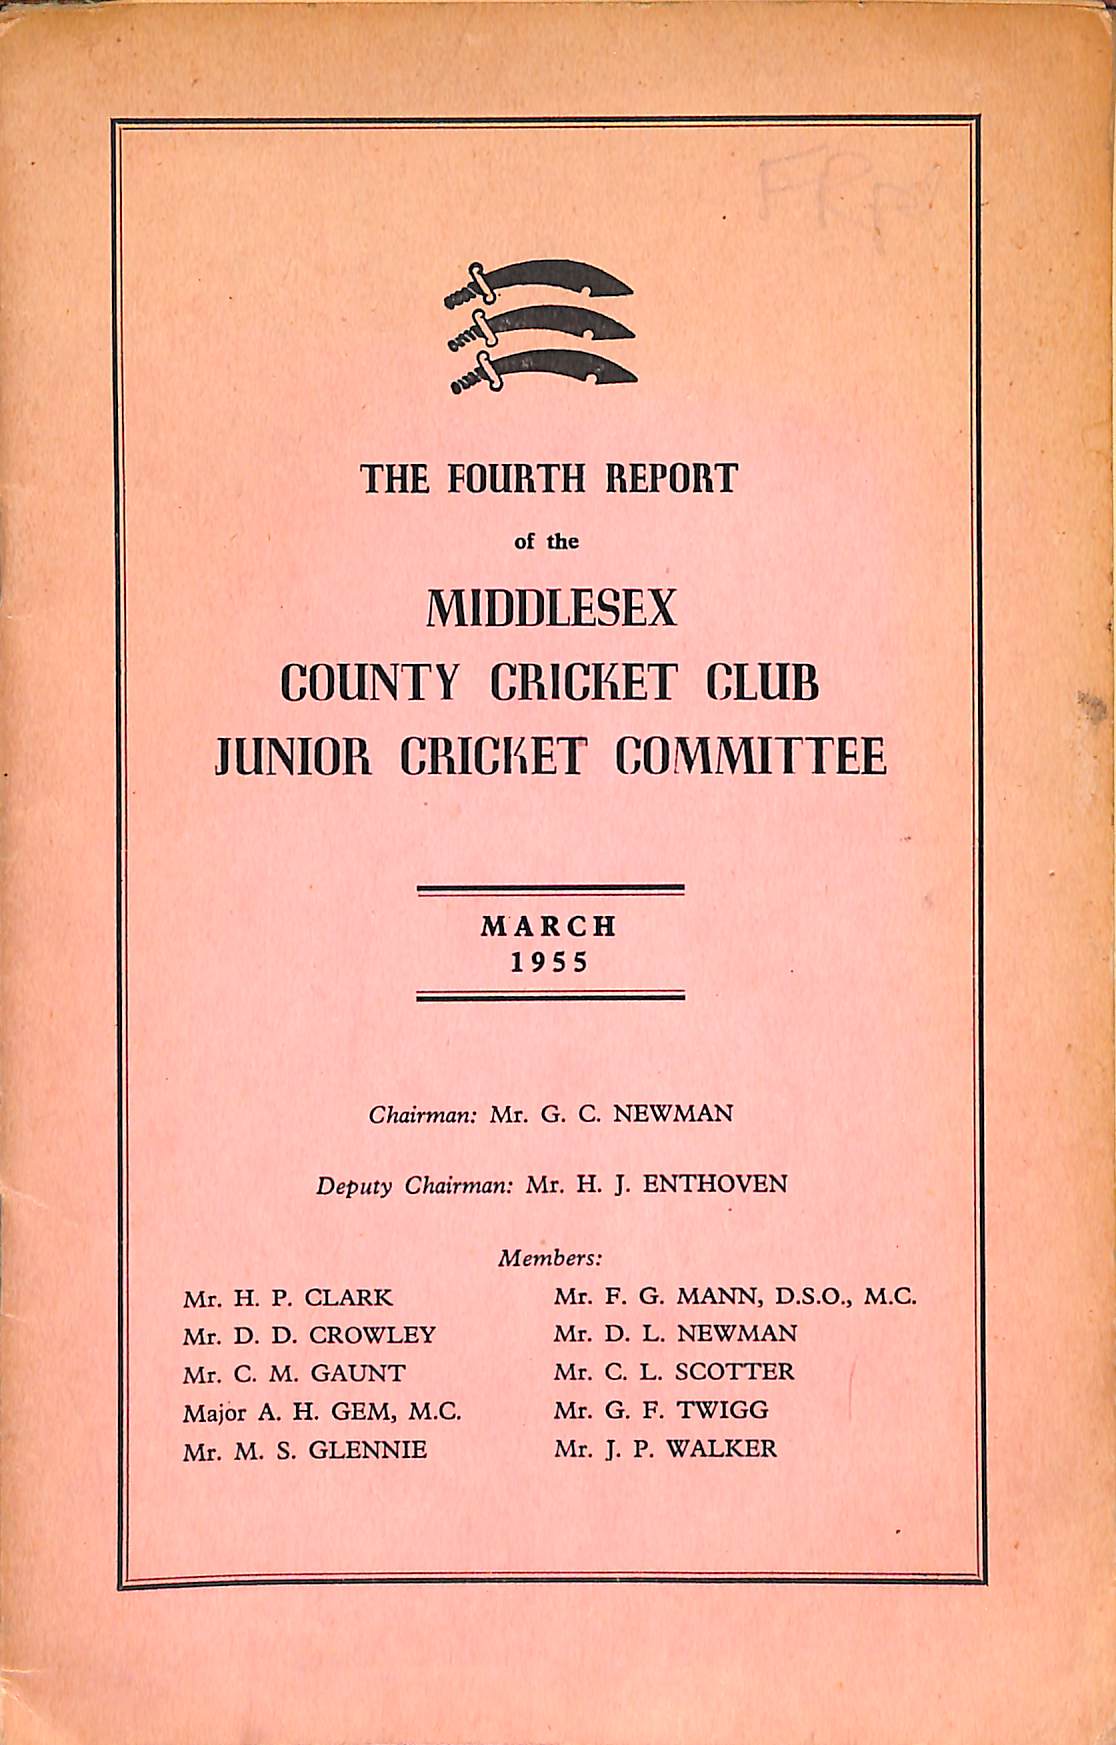 THE FOURTH REPORT
of the
MIDDLESEX
COUNTY CRICKET CLUB
JUNIOR CRICKET COMMITTEE
MARCH
1955
Chairman: Mr. G. C. NEWMAN
Deputy Chairman: Mr. H. J. ENTHOVEN
Members:
Mr. H. P. CLARK
Mr. D. D. CROWLEY
Mr. C. M. GAUNT
Major A. H. GEM, M.C.
Mr. M. S. GLENNIE
Mr. F. G. MANN, D.S.O., M.C.
Mr. D. L. NEWMAN
Mr. C. L. SCOTTER
Mr. G. F. TWIGG
Mr. J. P. WALKER